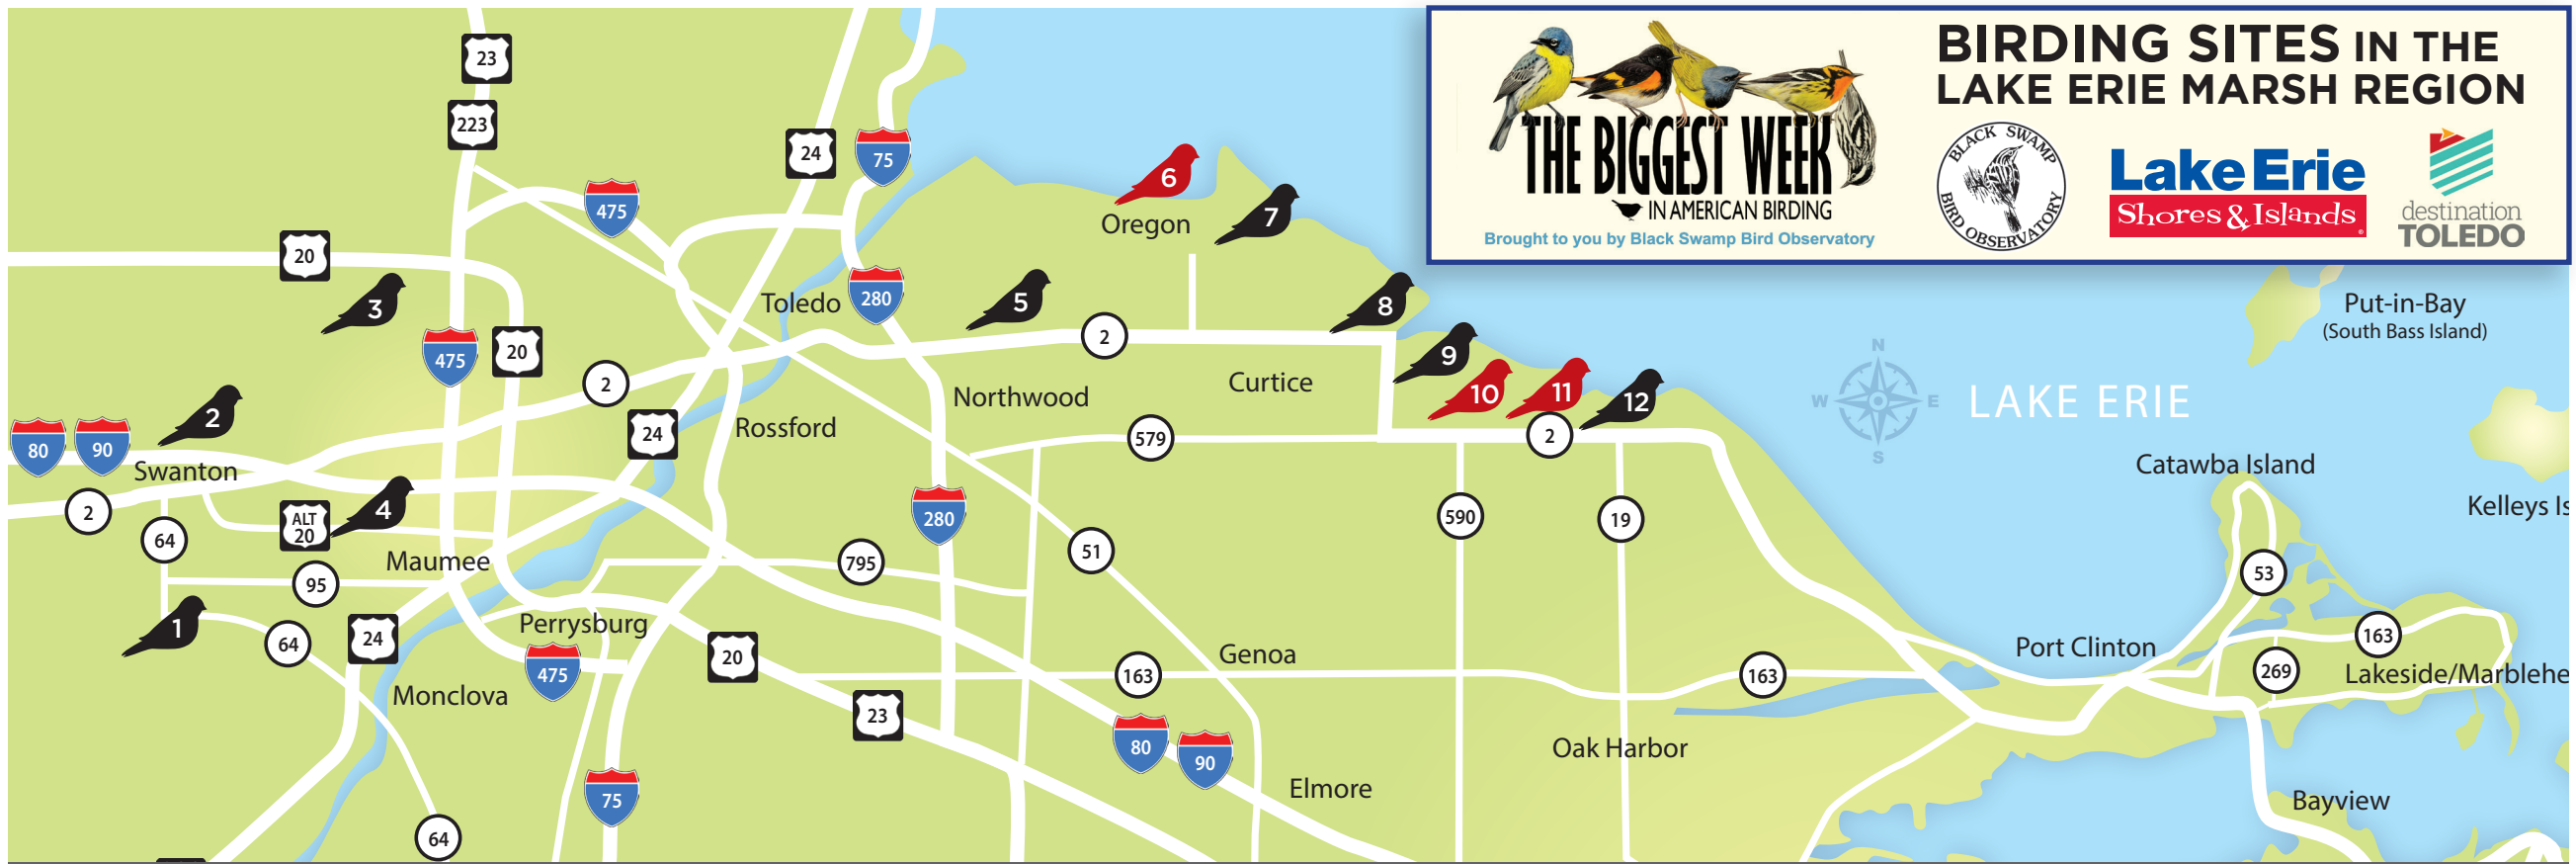 BIRDING SITES IN THE
LAKE ERIE MARSH REGION
THE BIGGEST WEEK
IN AMERICAN BIRDING
Brought to you by Black Swamp Bird Observatory
BLACK SWAMP
BIRD OBSERVATORY
Lake Erie
Shores & Islands
®
destination
TOLEDO
23
223
24
75
475
6
Oregon
7
20
3
Toledo
280
5
8
Put-in-Bay
(South Bass Island)
475
20
2
2
9
10
11
12
Northwood
Curtice
N
W
E
S
LAKE ERIE
80
90
2
Swanton
24
Rossford
579
2
Catawba Island
2
ALT
20
4
64
280
590
19
Kelleys Is
Maumee
95
795
51
53
1
64
24
Perrysburg
475
20
Genoa
163
163
Port Clinton
163
269
Lakeside/Marblehe
Monclova
23
80
90
Oak Harbor
75
Elmore
Bayview
64